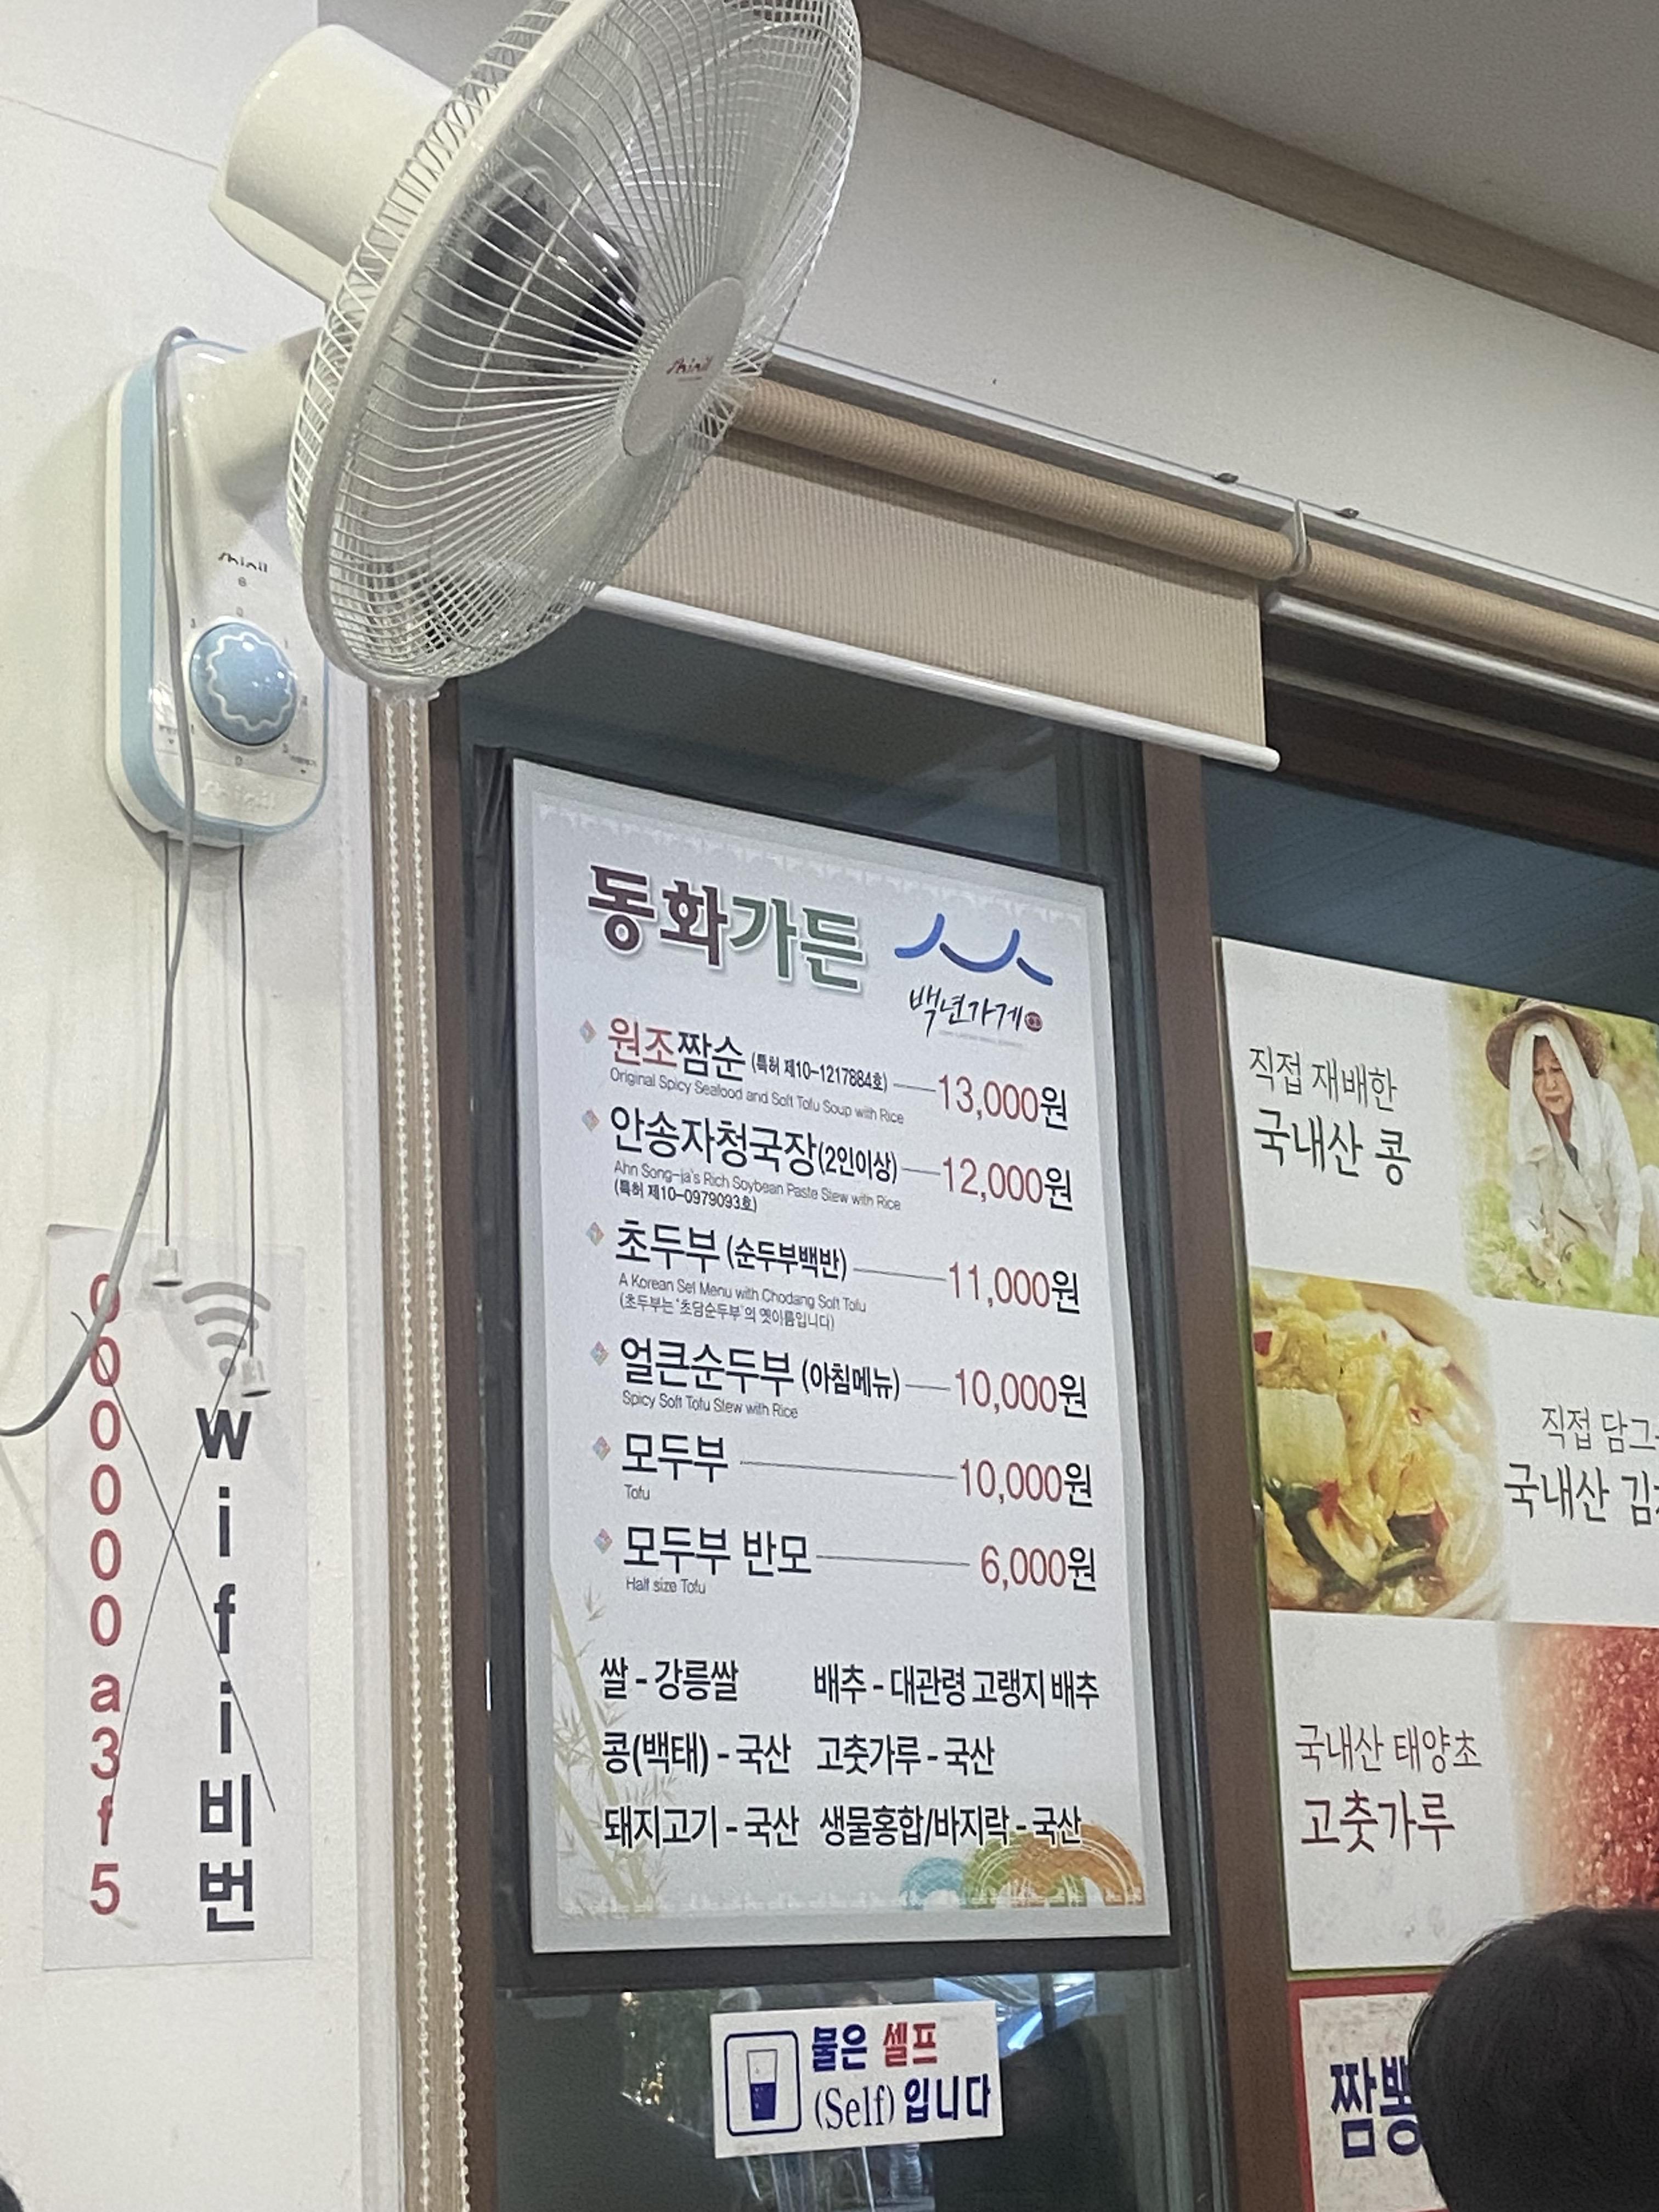 shinil
shinil
동화가든
백년가게
원조짬순 (특허 제10-1217884호) 13,000원
Original Spicy Seafood and Soft Tofu Soup with Rice
안송자청국장(2인이상) 12,000원
Ahn Song-ja's Rich Soybean Paste Stew with Rice
(특허 제10-0979093호)
초두부 (순두부백반) 11,000원
A Korean Set Menu with Chodang Soft Tofu
(초두부는 '초당순두부'의 옛이름입니다)
얼큰순두부 (아침메뉴) 10,000원
Spicy Soft Tofu Stew with Rice
모두부 10,000원
Tofu
모두부 반모 6,000원
Half size Tofu
쌀 - 강릉쌀 배추 - 대관령 고랭지 배추
콩(백태) - 국산 고춧가루 - 국산
돼지고기 - 국산 생물홍합/바지락 - 국산
물은 셀프
(Self) 입니다
wifi비번
000000a3f5
직접 재배한
국내산 콩
직접 담그
국내산
국내산 태양초
고춧가루
짬뽕